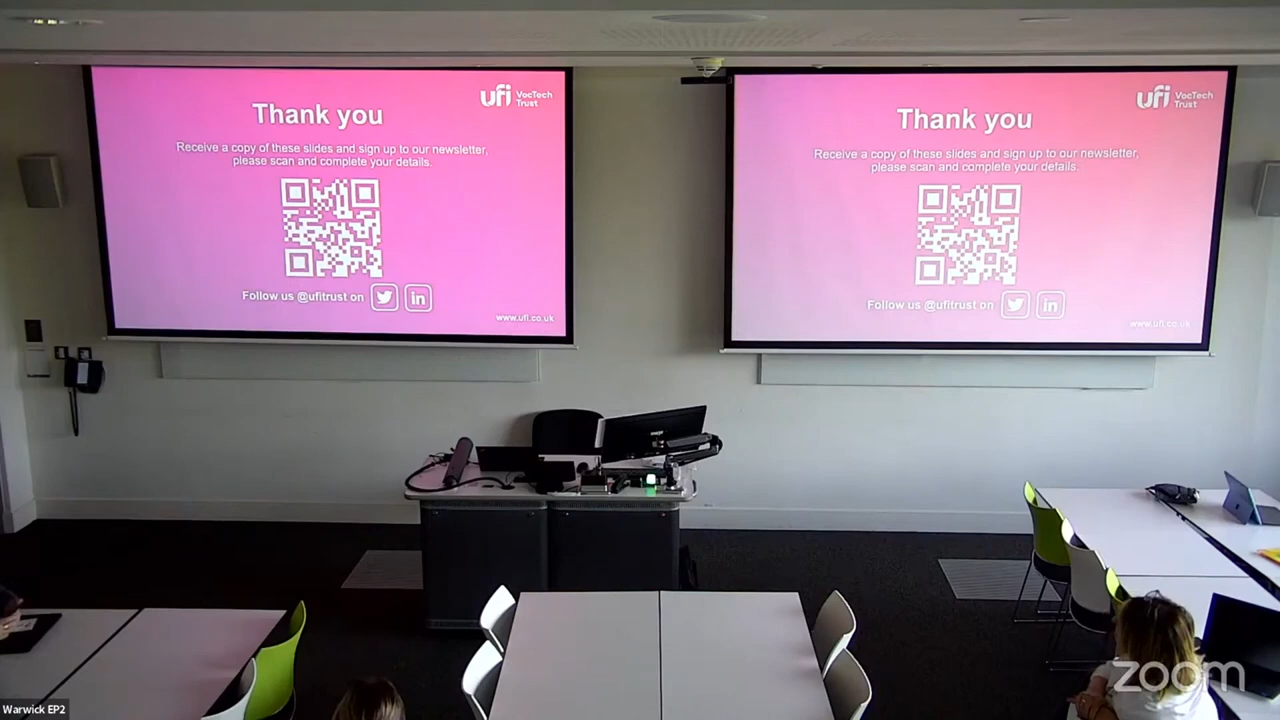 ufi VocTech
Trust
Thank you
Receive a copy of these slides and sign up to our newsletter,
please scan and complete your details.
Follow us @ufitrust on
in
www.ufi.co.uk
ufi VocTech
Trust
Thank you
Receive a copy of these slides and sign up to our newsletter,
please scan and complete your details.
Follow us @ufitrust on
in
www.ufi.co.uk
zoom
Warwick EP2